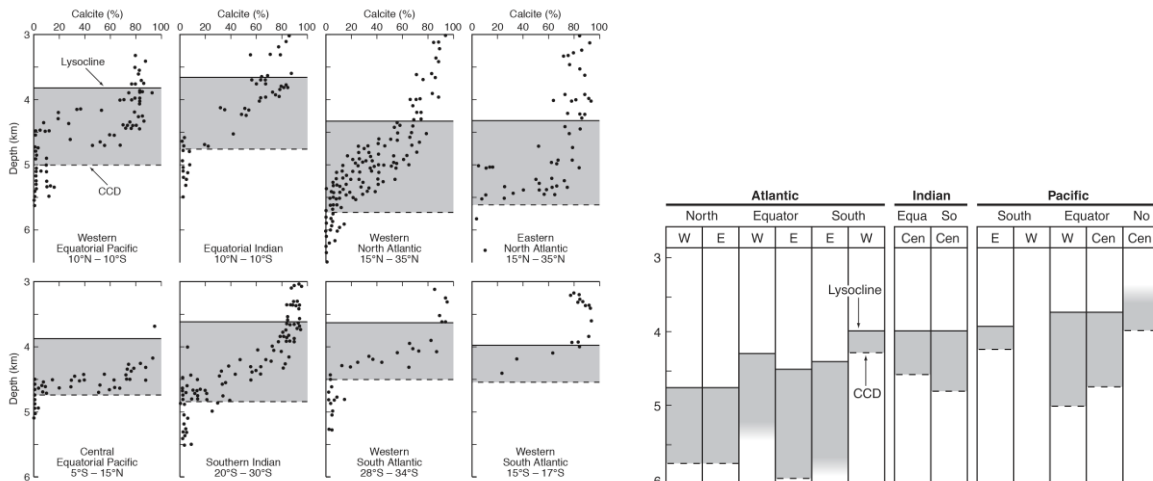 Calcite (%) Calcite (%) Calcite (%) Calcite (%)
0 20 40 60 80 100 0 20 40 60 80 100 0 20 40 60 80 100 0 20 40 60 80 100
3
Lysocline
4
Depth (km)
5
CCD
6
Western
Equatorial Pacific
10°N – 10°S
Equatorial Indian
10°N – 10°S
Western
North Atlantic
15°N – 35°N
Eastern
North Atlantic
15°N – 35°N
3
4
Depth (km)
5
6
Central
Equatorial Pacific
5°S – 15°N
Southern Indian
20°S – 30°S
Western
South Atlantic
28°S – 34°S
Western
South Atlantic
15°S – 17°S
Atlantic Indian Pacific
North Equator South Equa So South Equator No
W E W E E W Cen Cen E W W Cen Cen
3
Lysocline
4
CCD
5
6